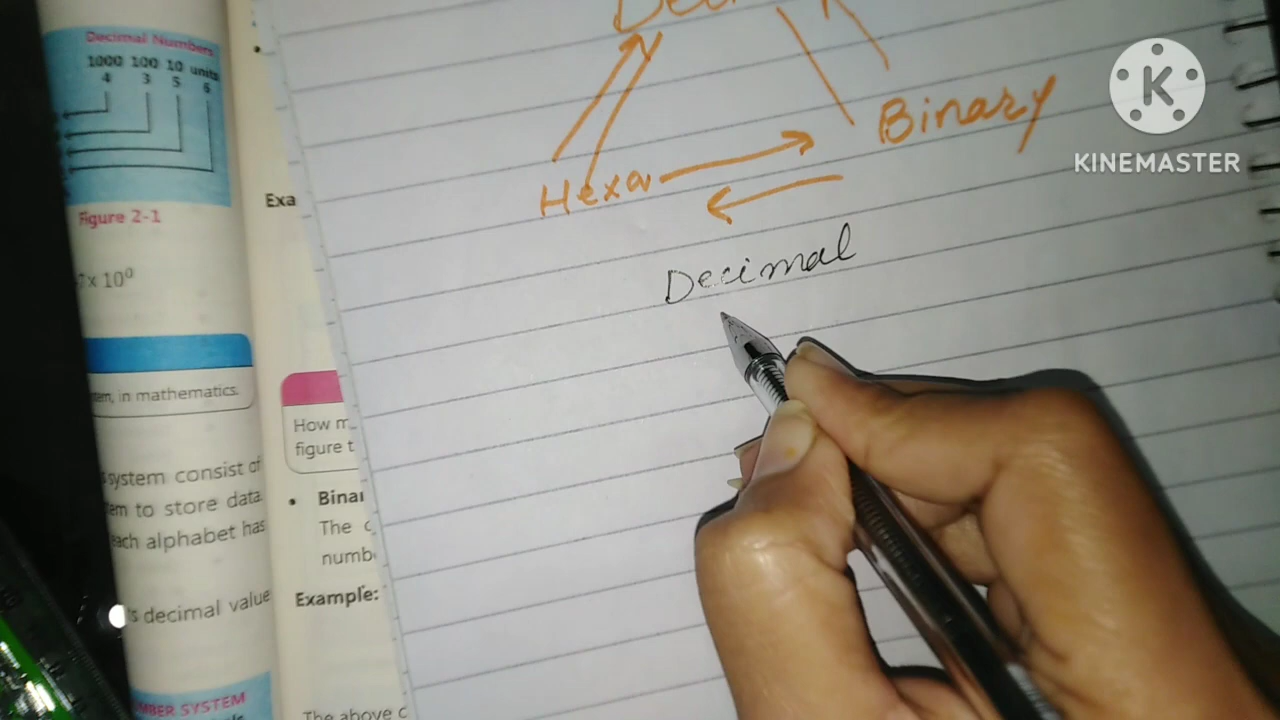 Decimal Numbers
1000 100 10 units
4 3 5 6
Figure 2-1
7x 10⁰
in mathematics.
system consist of
to store data
each alphabet has
decimal value
SYSTEM
Exa
How
figure t
• Binar
The
numb
Example:
The above c
Binary
Hexa
Decimal
K
KINEMASTER